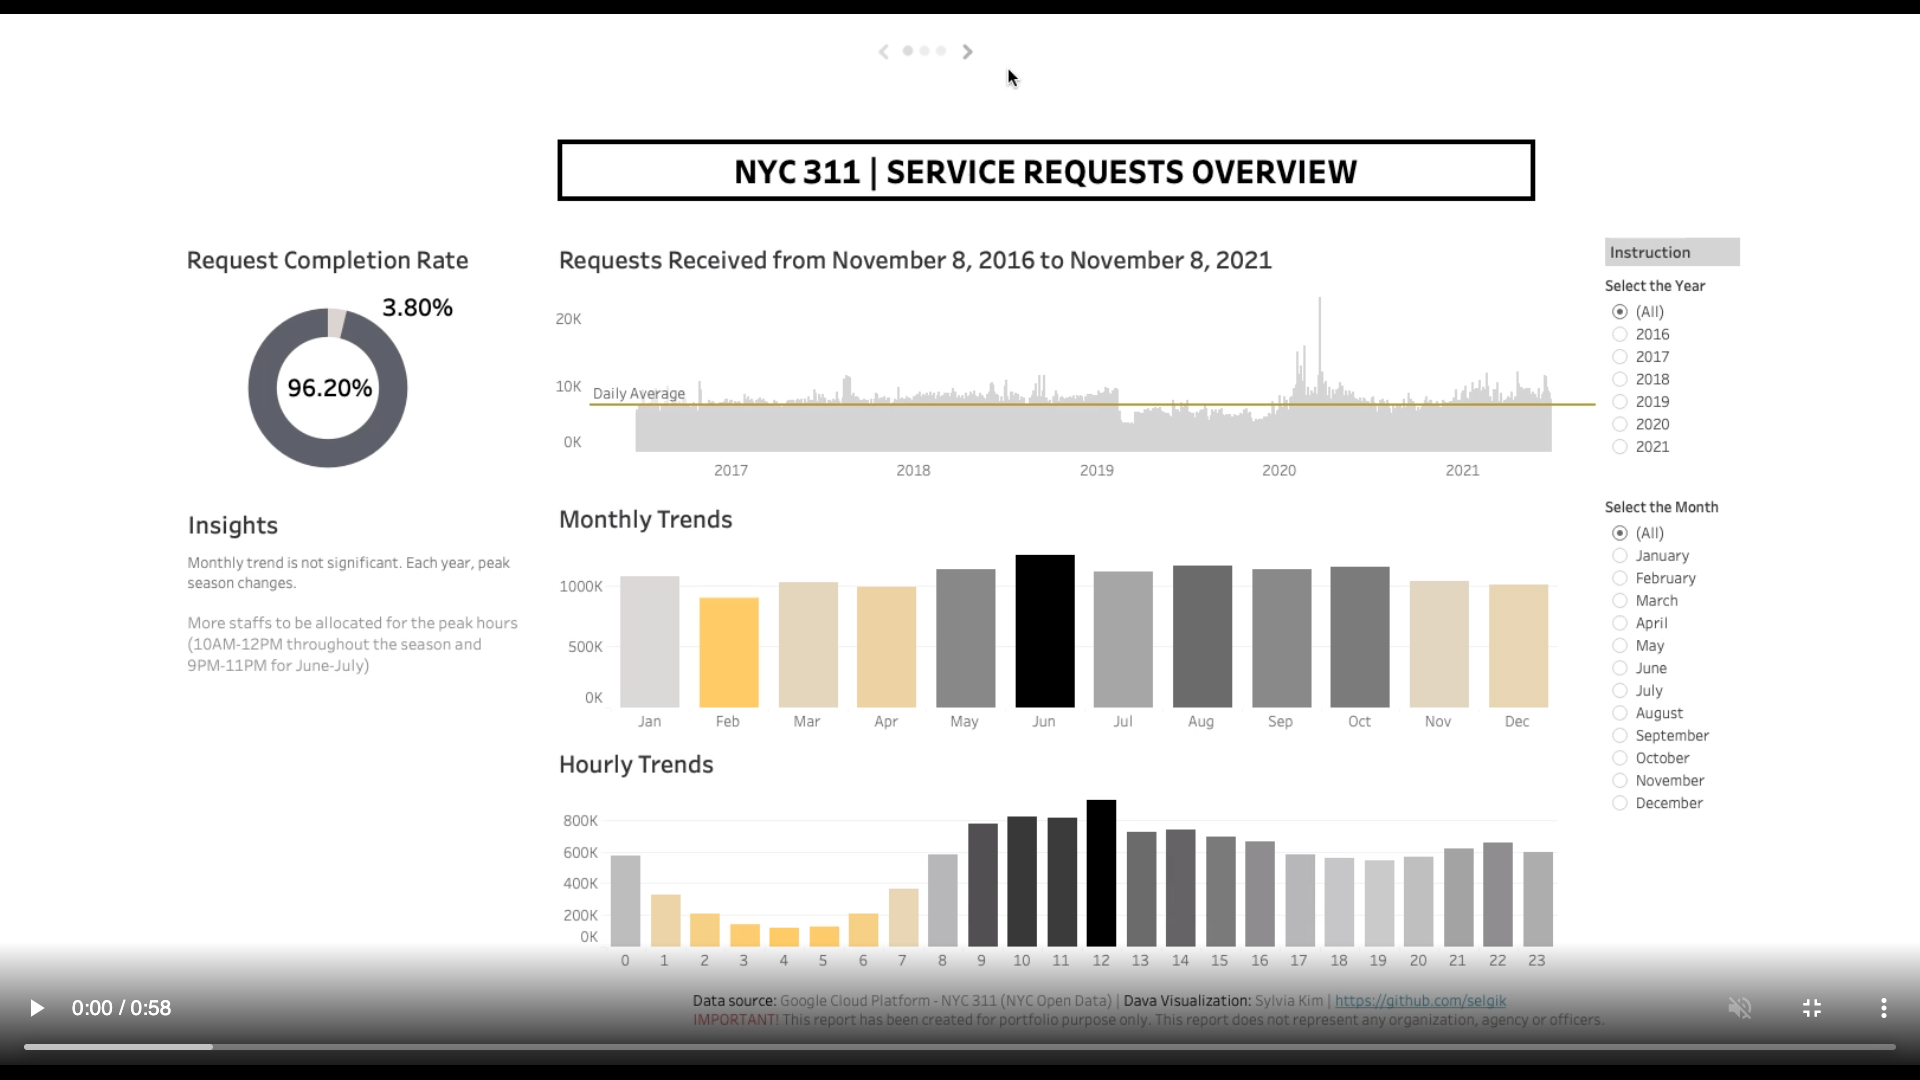 NYC 311 | SERVICE REQUESTS OVERVIEW
Request Completion Rate
3.80%
96.20%
Insights
Monthly trend is not significant. Each year, peak
season changes.
More staffs to be allocated for the peak hours
(10AM-12PM throughout the season and
9PM-11PM for June-July)
Requests Received from November 8, 2016 to November 8, 2021
20K
10K
0K
Daily Average
2017 2018 2019 2020 2021
Monthly Trends
1000K
500K
0K
Jan Feb Mar Apr May Jun Jul Aug Sep Oct Nov Dec
Hourly Trends
800K
600K
400K
200K
0K
0 1 2 3 4 5 6 7 8 9 10 11 12 13 14 15 16 17 18 19 20 21 22 23
Instruction
Select the Year
(All)
2016
2017
2018
2019
2020
2021
Select the Month
(All)
January
February
March
April
May
June
July
August
September
October
November
December
Data source: Google Cloud Platform - NYC 311 (NYC Open Data) | Dava Visualization: Sylvia Kim | https://github.com/selgik
IMPORTANT! This report has been created for portfolio purpose only. This report does not represent any organization, agency or officers.
0:00 / 0:58